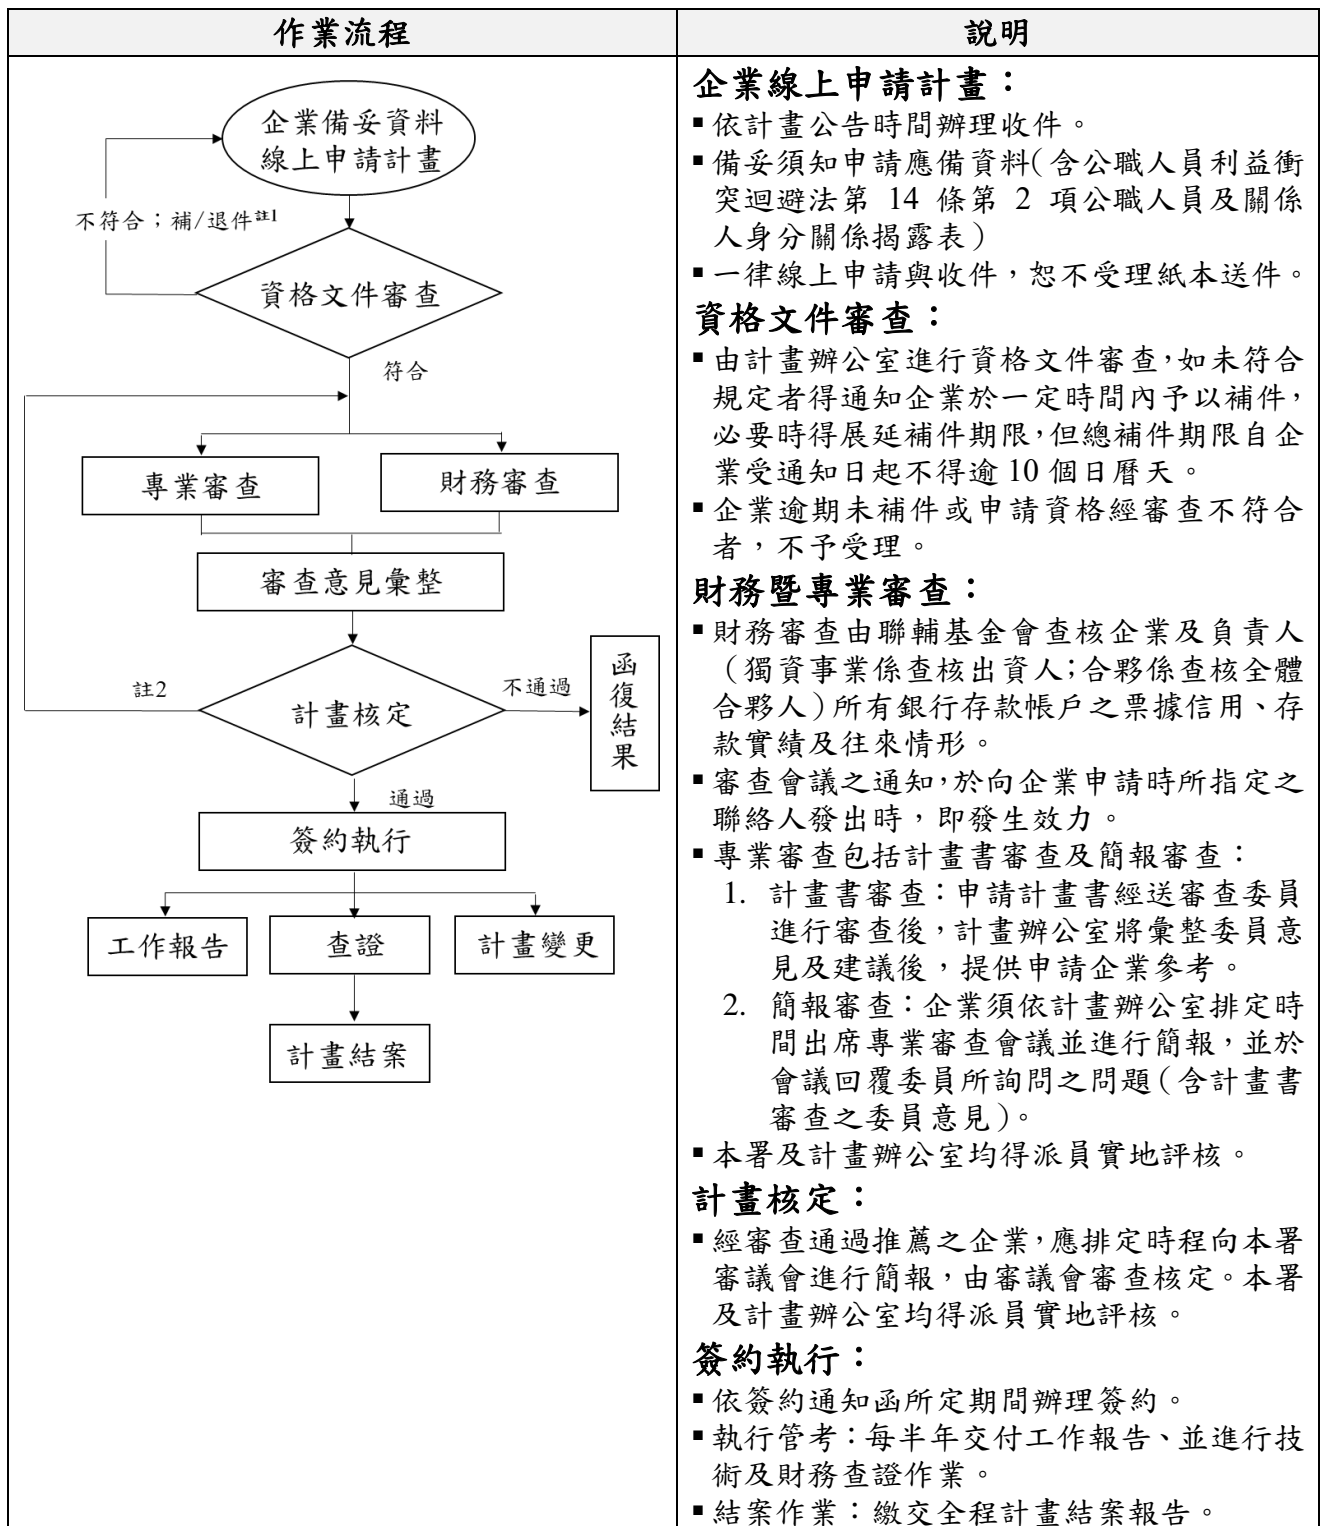 作業流程
說明
企業備妥資料
線上申請計畫
不符合；補/退件註1
資格文件審查
符合
專業審查
財務審查
審查意見彙整
註2
計畫核定
不通過
函復結果
通過
簽約執行
工作報告
查證
計畫變更
計畫結案
企業線上申請計畫：
▪依計畫公告時間辦理收件。
▪備妥須知申請應備資料(含公職人員利益衝
突迴避法第 14 條第 2 項公職人員及關係
人身分關係揭露表)
▪一律線上申請與收件，恕不受理紙本送件。
資格文件審查：
▪由計畫辦公室進行資格文件審查，如未符合
規定者得通知企業於一定時間內予以補件，
必要時得展延補件期限，但總補件期限自企
業受通知日起不得逾 10 個日曆天。
▪企業逾期未補件或申請資格經審查不符合
者，不予受理。
財務暨專業審查：
▪財務審查由聯輔基金會查核企業及負責人
（獨資事業係查核出資人；合夥係查核全體
合夥人）所有銀行存款帳戶之票據信用、存
款實績及往來情形。
▪審查會議之通知，於向企業申請時所指定之
聯絡人發出時，即發生效力。
▪專業審查包括計畫書審查及簡報審查：
1. 計畫書審查：申請計畫書經送審查委員
進行審查後，計畫辦公室將彙整委員意
見及建議後，提供申請企業參考。
2. 簡報審查：企業須依計畫辦公室排定時
間出席專業審查會議並進行簡報，並於
會議回覆委員所詢問之問題（含計畫書
審查之委員意見）。
▪本署及計畫辦公室均得派員實地評核。
計畫核定：
▪經審查通過推薦之企業，應排定時程向本署
審議會進行簡報，由審議會審查核定。本署
及計畫辦公室均得派員實地評核。
簽約執行：
▪依簽約通知函所定期間辦理簽約。
▪執行管考：每半年交付工作報告、並進行技
術及財務查證作業。
▪結案作業：繳交全程計畫結案報告。